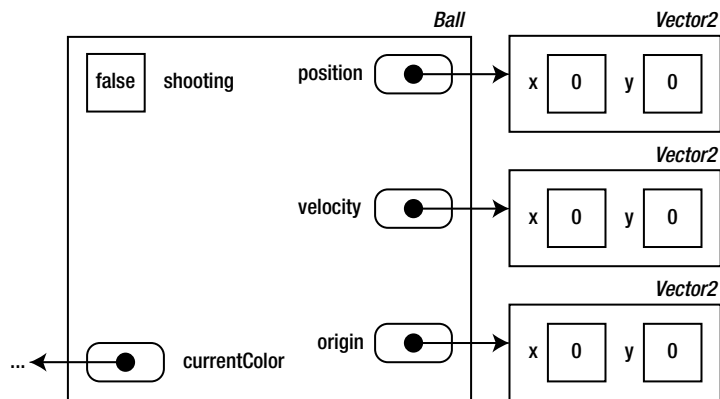 Ball
Vector2
false shooting
position
x 0 y 0
Vector2
velocity
x 0 y 0
Vector2
origin
x 0 y 0
... currentColor